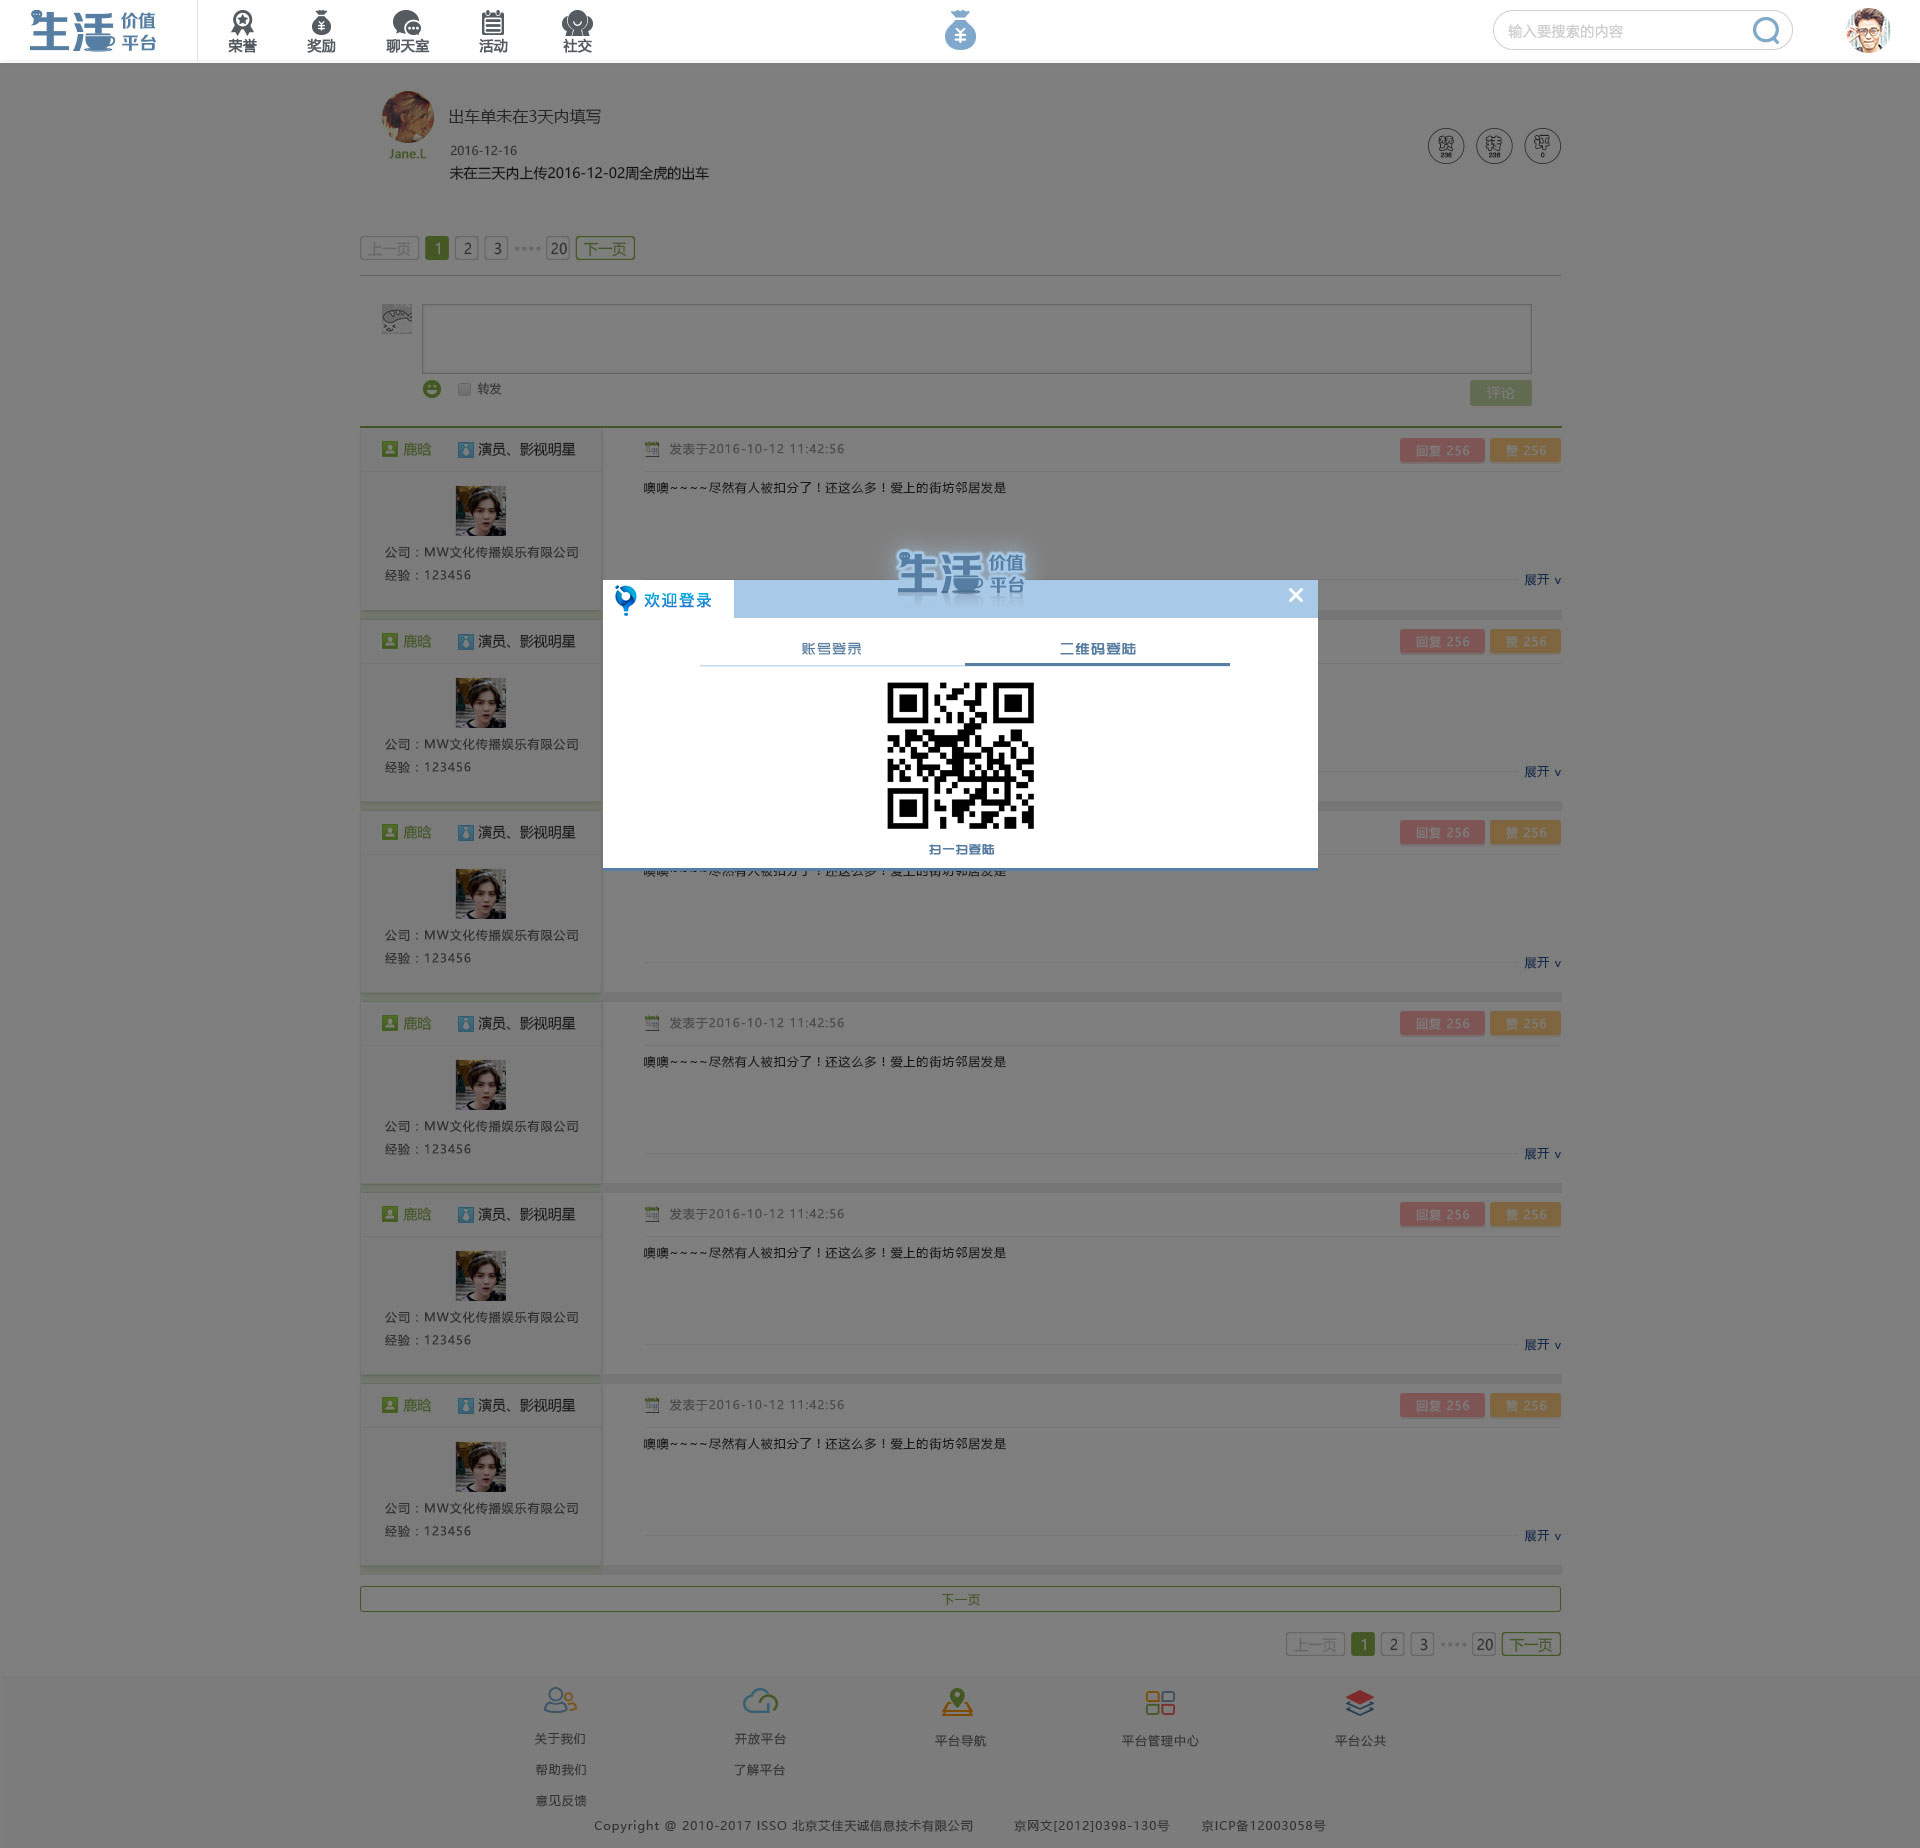 生活 价值平台
荣誉 奖励 聊天室 活动 社交
输入要搜索的内容
出车单未在3天内填写
Jane.L
2016-12-16
未在三天内上传2016-12-02周全虎的出车
赞 236 转 236 评 0
上一页 1 2 3 20 下一页
转发
评论
鹿晗 演员、影视明星 发表于2016-10-12 11:42:56 回复 256 赞 256
噢噢~~~~尽然有人被扣分了！还这么多！爱上的街坊邻居发是
公司：MW文化传播娱乐有限公司
经验：123456
展开 v
生活 价值平台
欢迎登录
账号登录 二维码登陆
扫一扫登陆
鹿晗 演员、影视明星 回复 256 赞 256
公司：MW文化传播娱乐有限公司
经验：123456
展开 v
鹿晗 演员、影视明星 回复 256 赞 256
噢噢~~~~尽然有人被扣分了！还这么多！爱上的街坊邻居发是
公司：MW文化传播娱乐有限公司
经验：123456
展开 v
鹿晗 演员、影视明星 发表于2016-10-12 11:42:56 回复 256 赞 256
噢噢~~~~尽然有人被扣分了！还这么多！爱上的街坊邻居发是
公司：MW文化传播娱乐有限公司
经验：123456
展开 v
鹿晗 演员、影视明星 发表于2016-10-12 11:42:56 回复 256 赞 256
噢噢~~~~尽然有人被扣分了！还这么多！爱上的街坊邻居发是
公司：MW文化传播娱乐有限公司
经验：123456
展开 v
鹿晗 演员、影视明星 发表于2016-10-12 11:42:56 回复 256 赞 256
噢噢~~~~尽然有人被扣分了！还这么多！爱上的街坊邻居发是
公司：MW文化传播娱乐有限公司
经验：123456
展开 v
下一页
上一页 1 2 3 20 下一页
关于我们 开放平台 平台导航 平台管理中心 平台公共
帮助我们 了解平台
意见反馈
Copyright @ 2010-2017 ISSO 北京艾佳天诚信息技术有限公司 京网文[2012]0398-130号 京ICP备12003058号